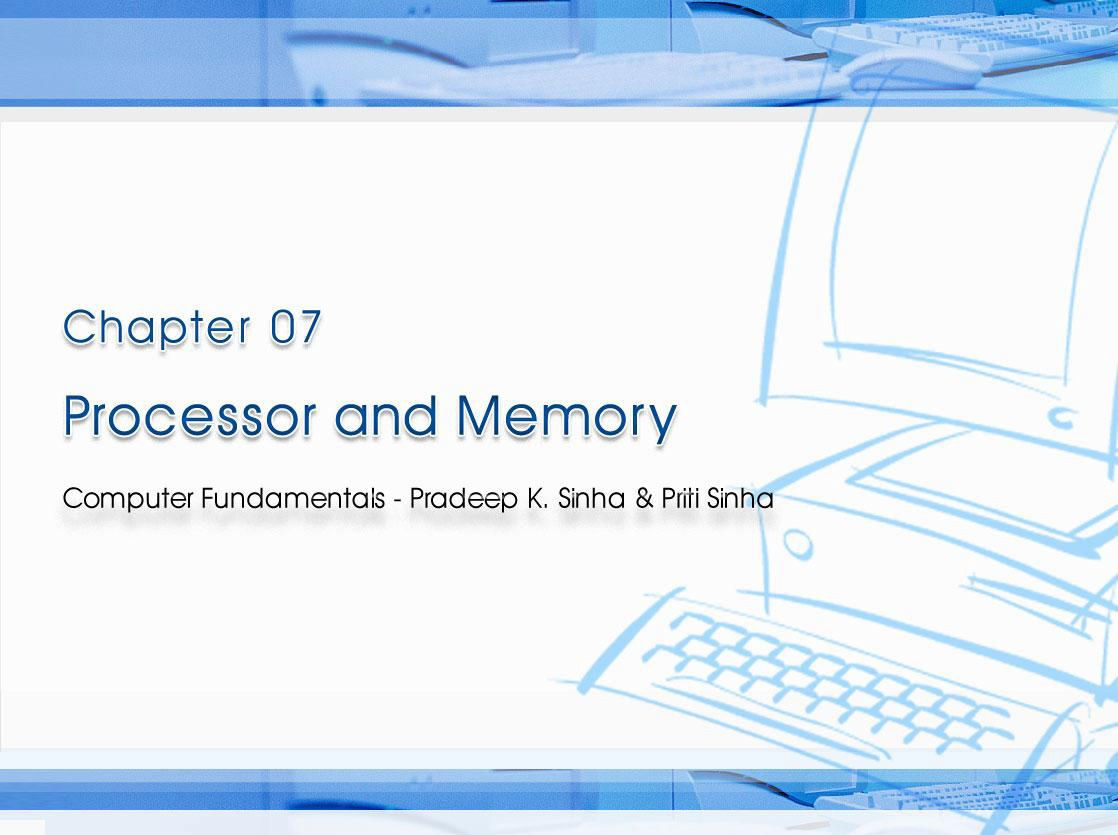 Chapter 07
Processor and Memory
Computer Fundamentals - Pradeep K. Sinha & Priti Sinha